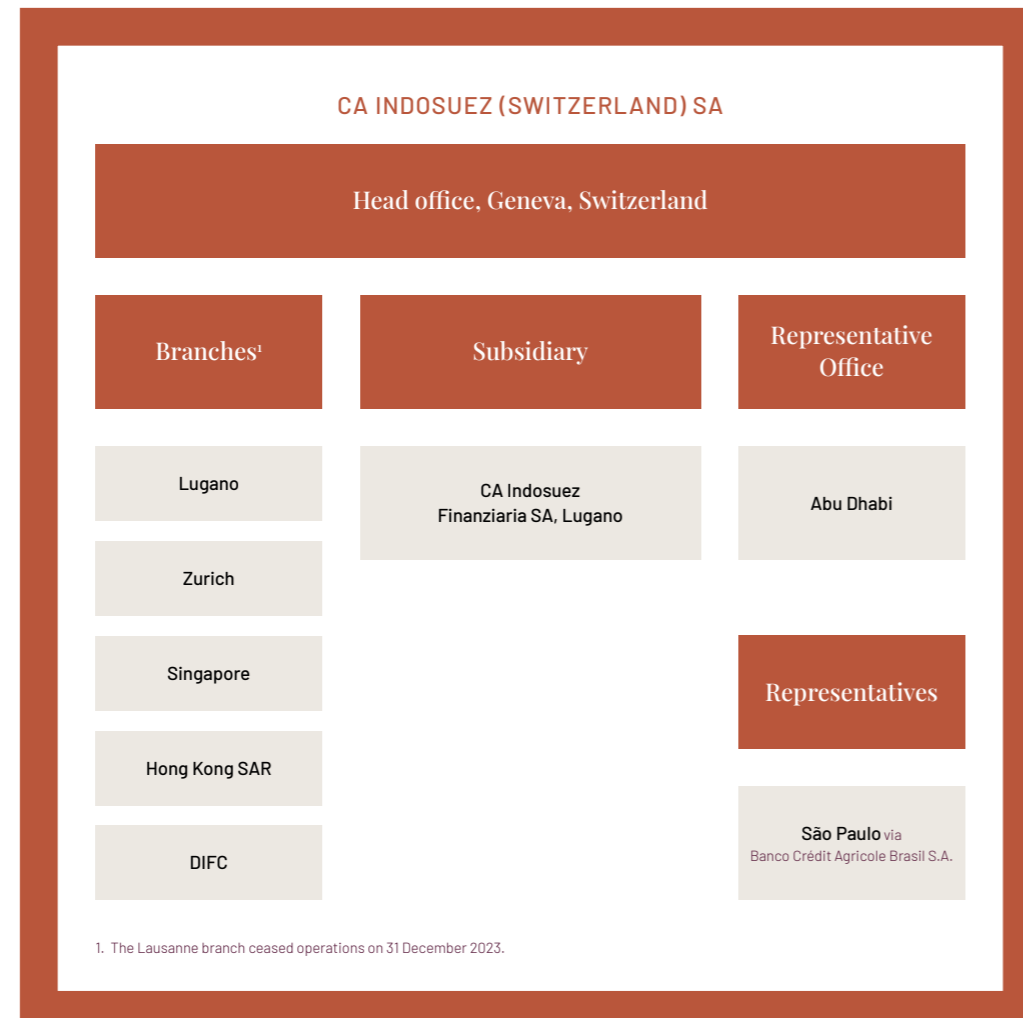 CA INDOSUEZ (SWITZERLAND) SA
Head office, Geneva, Switzerland
Branches¹
Lugano
Zurich
Singapore
Hong Kong SAR
DIFC
Subsidiary
CA Indosuez
Finanziaria SA, Lugano
Representative
Office
Abu Dhabi
Representatives
São Paulo via
Banco Crédit Agricole Brasil S.A.
1. The Lausanne branch ceased operations on 31 December 2023.